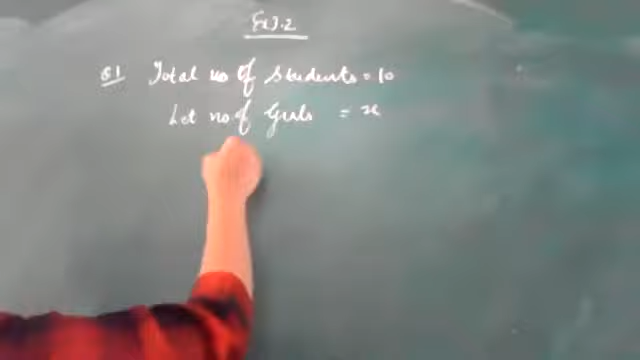 Ex 3.2
Q1 Total no of Students = 10
Let no of Girls = x